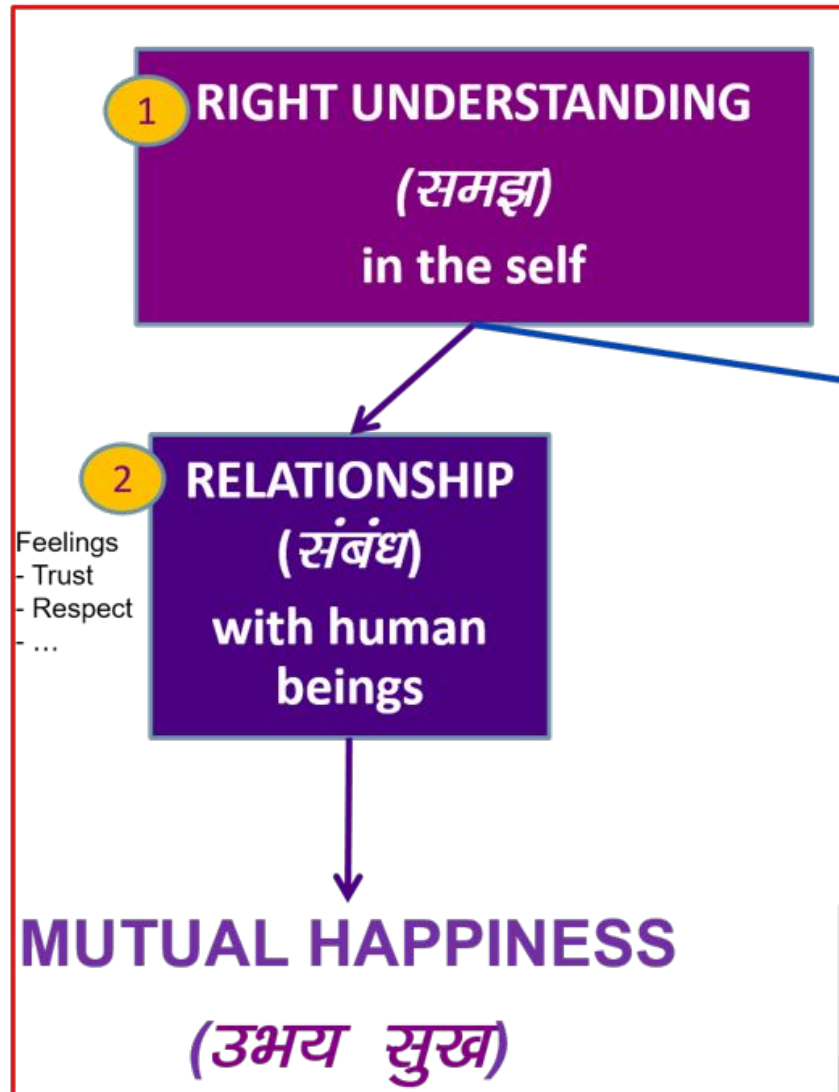 1
RIGHT UNDERSTANDING
(समझ)
in the self
2
RELATIONSHIP
(संबंध)
with human
beings
Feelings
- Trust
- Respect
- ...
MUTUAL HAPPINESS
(उभय सुख)